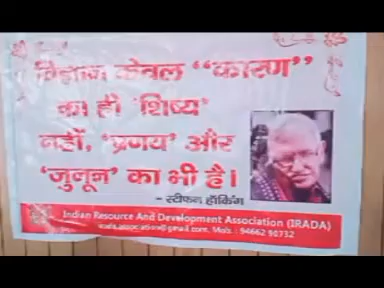 विज्ञान केवल “कारण”
का ही 'शिष्य'
नहीं, 'प्रणय' और
'जुनून' का भी है।
- स्टीफन हॉकिंग
Indian Resource And Development Association (IRADA)
Mob.: 94662 90732